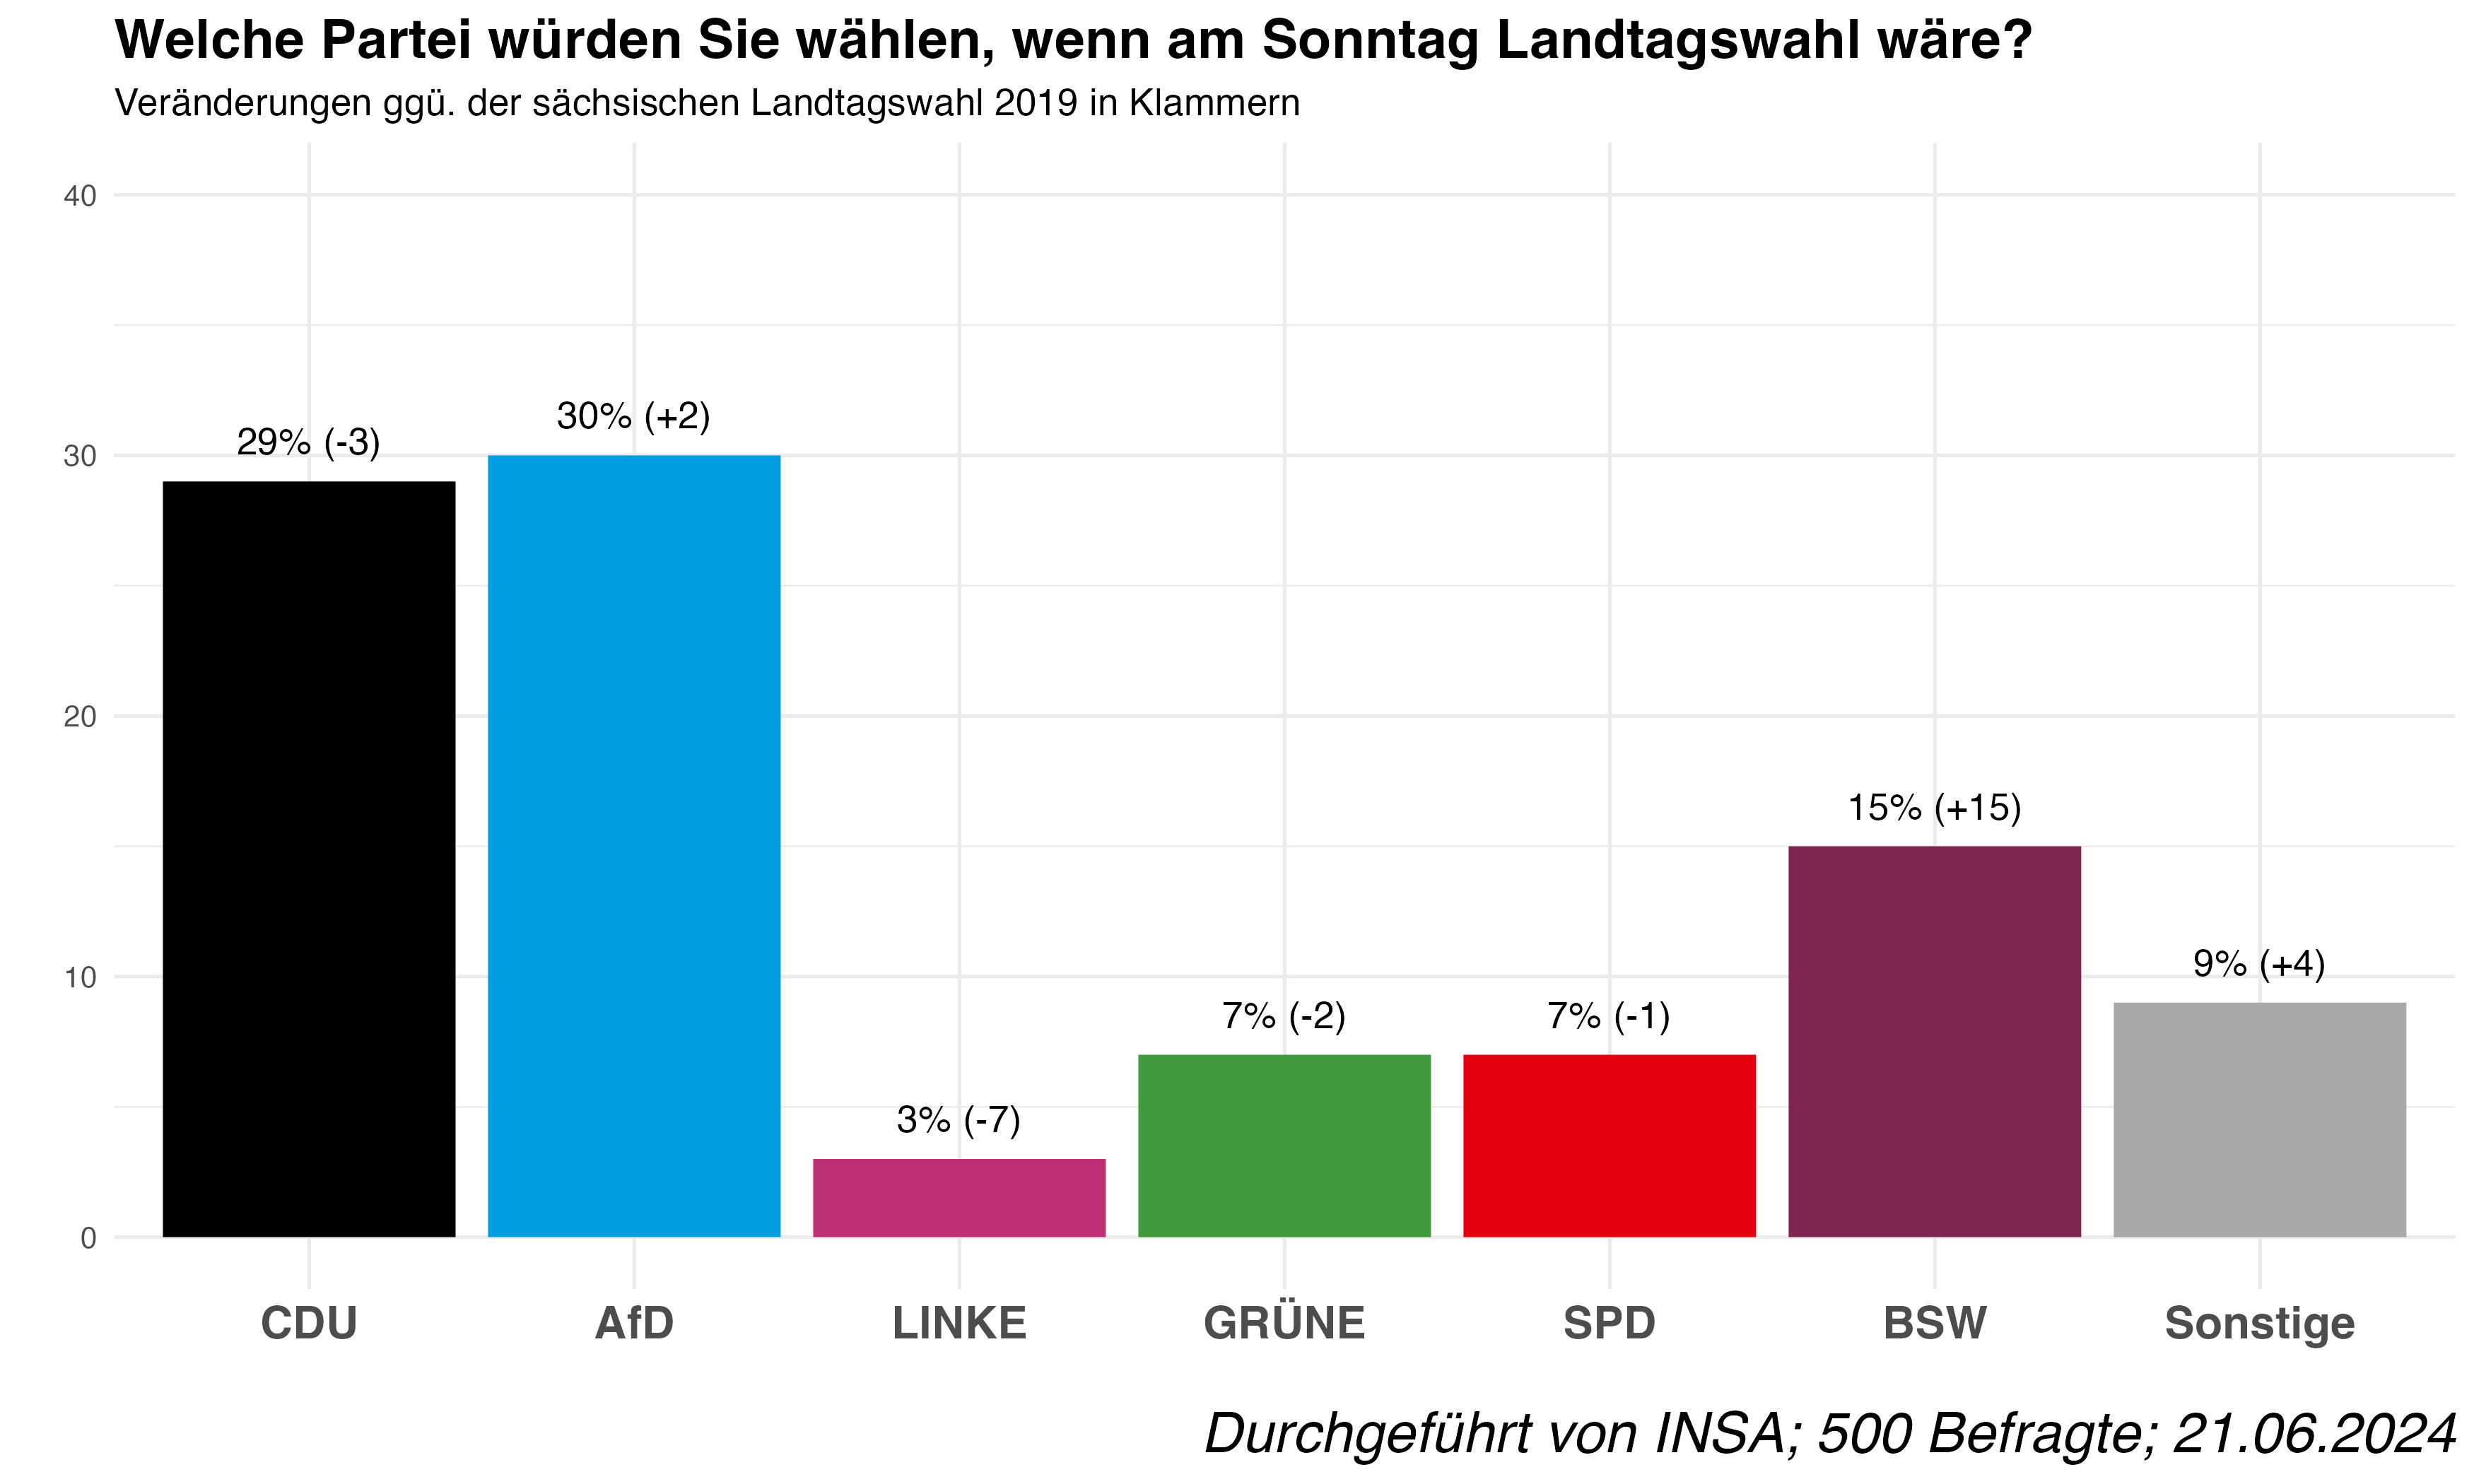 Welche Partei würden Sie wählen, wenn am Sonntag Landtagswahl wäre?
Veränderungen ggü. der sächsischen Landtagswahl 2019 in Klammern
40
30
20
10
0
29% (-3)
30% (+2)
3% (-7)
7% (-2)
7% (-1)
15% (+15)
9% (+4)
CDU
AfD
LINKE
GRÜNE
SPD
BSW
Sonstige
Durchgeführt von INSA; 500 Befragte; 21.06.2024